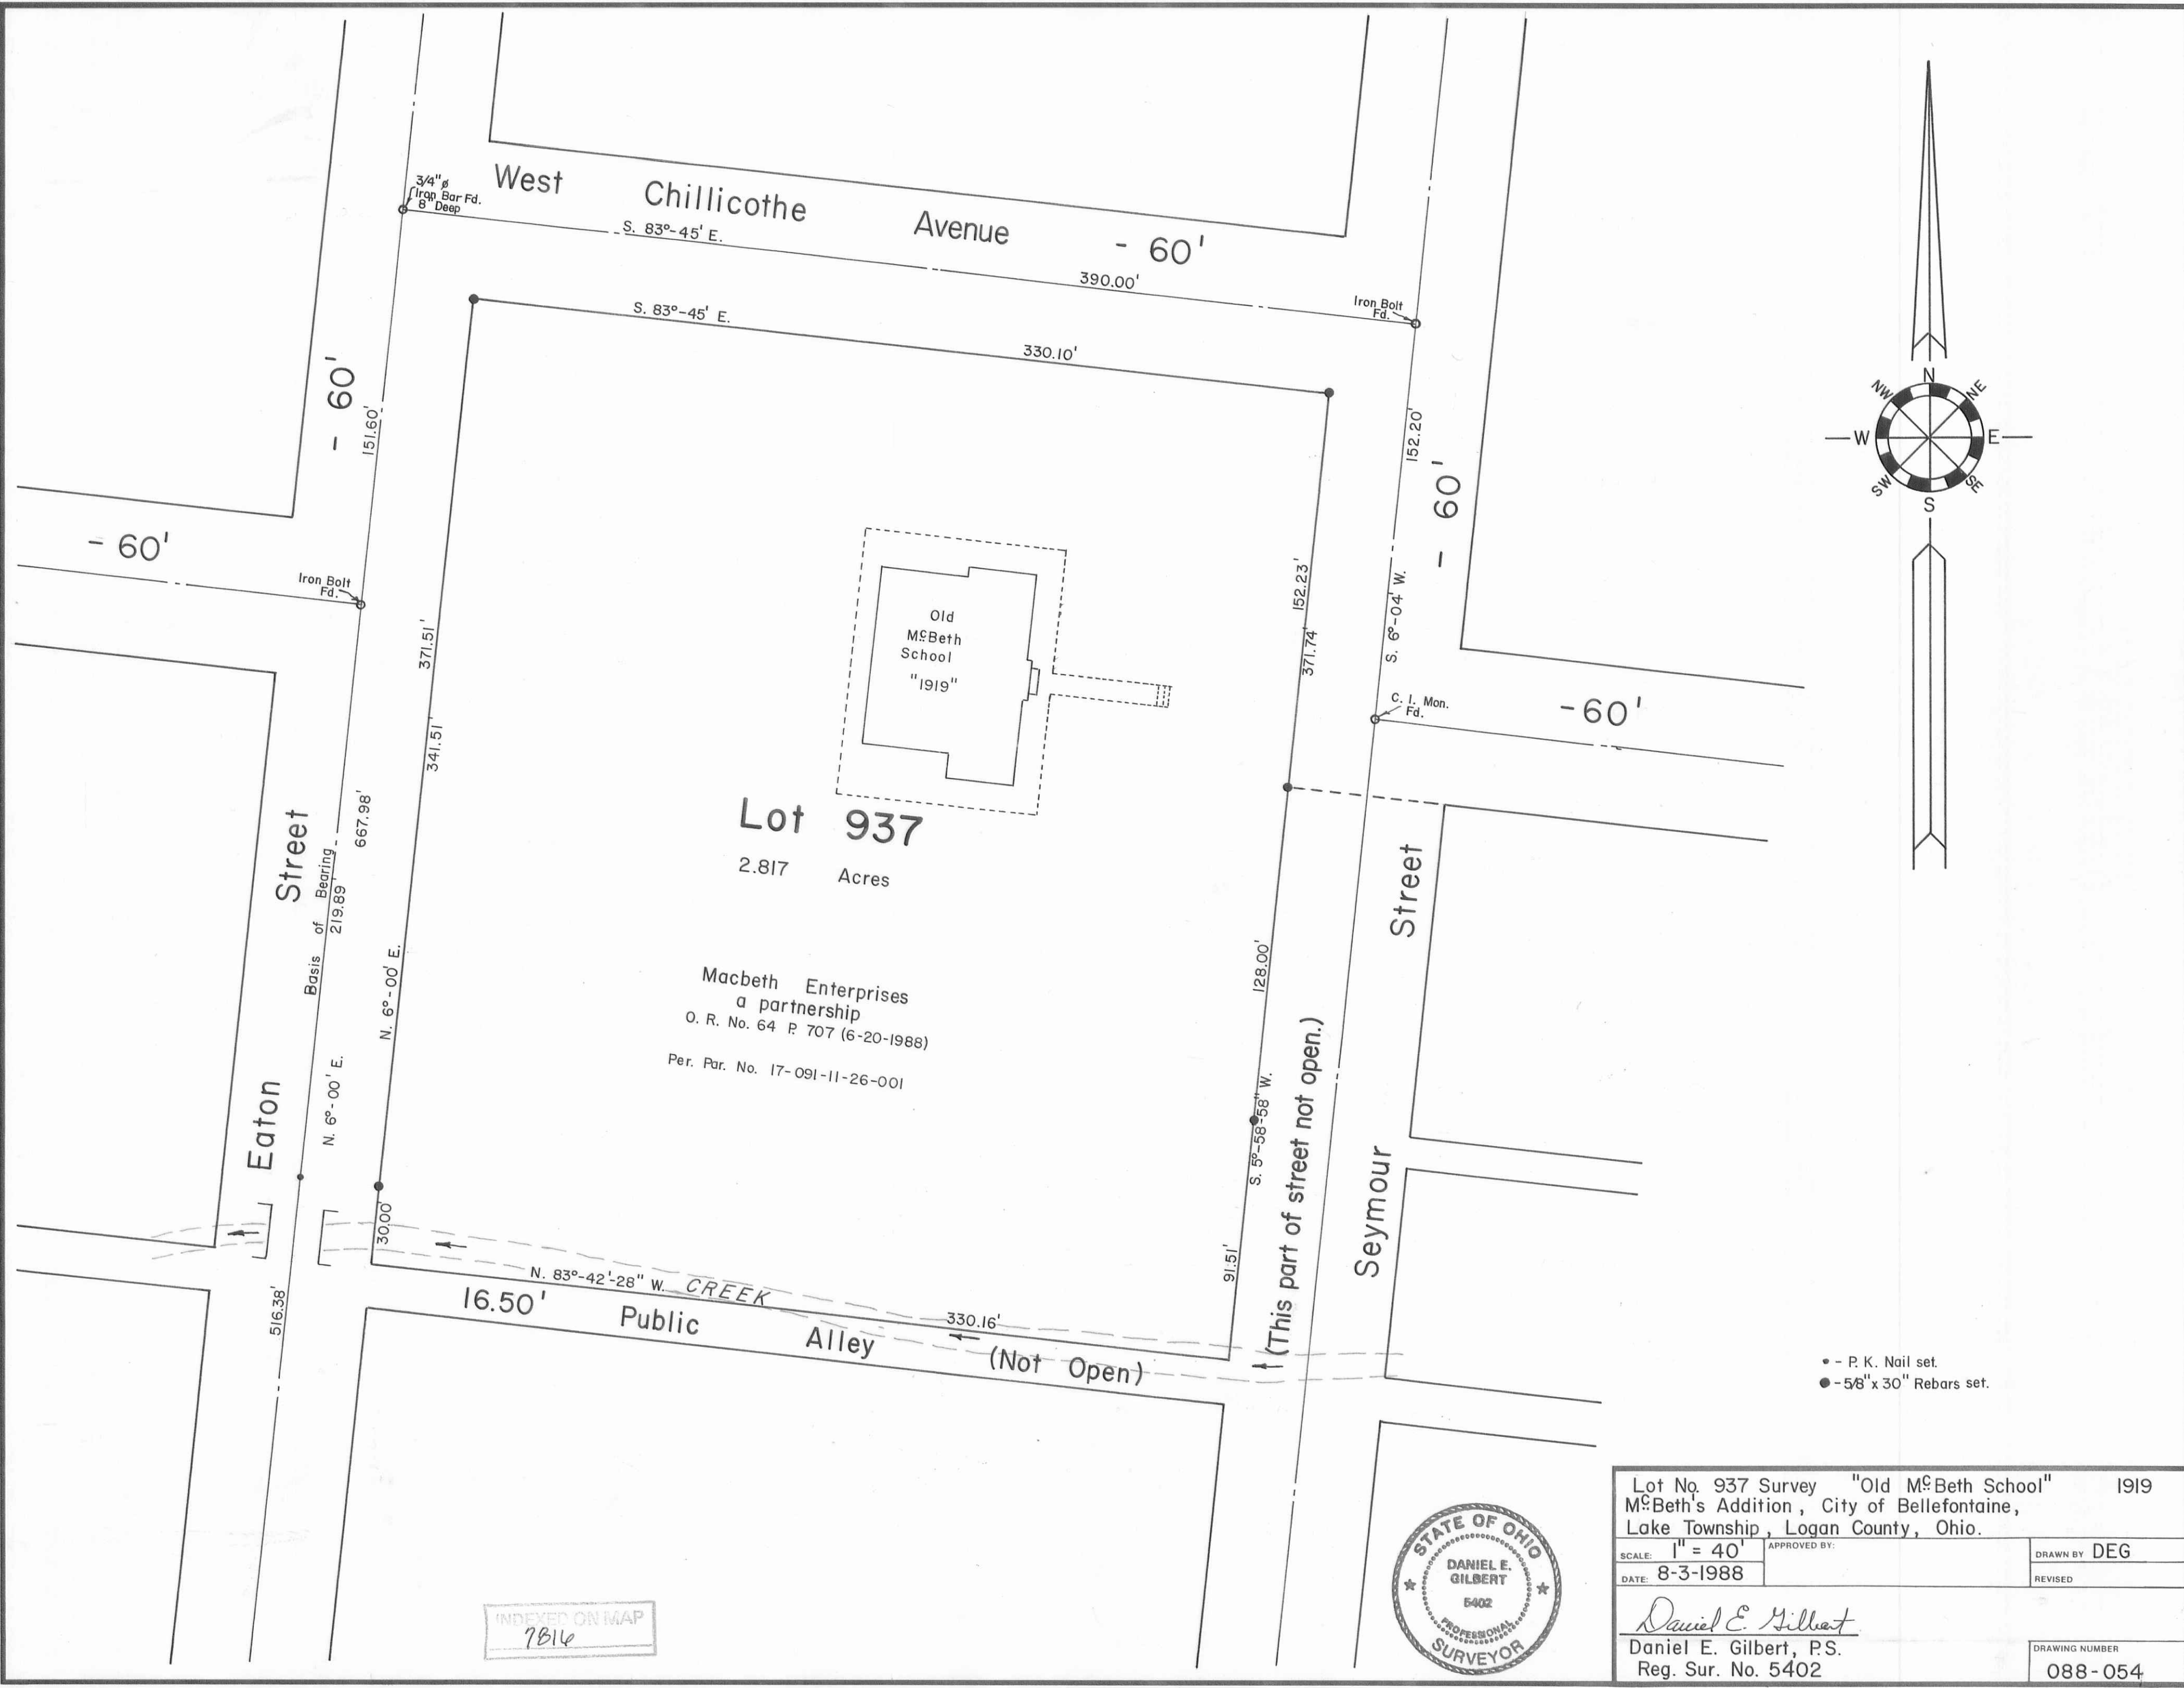 West Chillicothe Avenue - 60'
3/4" ø
Iron Bar Fd.
8" Deep
S. 83°-45' E.
390.00'
Iron Bolt
Fd.
S. 83°-45' E.
330.10'
- 60'
151.60'
152.20'
- 60'
N
NE
E
SE
S
SW
W
NW
- 60'
Iron Bolt
Fd.
371.51'
341.51'
Old
McBeth
School
"1919"
152.23'
371.74'
S. 6°-04' W.
C. I. Mon.
Fd.
- 60'
Eaton Street
Basis of Bearing
219.89'
667.98'
N. 6°-00' E.
N. 6°-00' E.
Lot 937
2.817 Acres
Macbeth Enterprises
a partnership
O. R. No. 64 P. 707 (6-20-1988)
Per. Par. No. 17-091-11-26-001
128.00'
S. 5°-58'-58" W.
91.51'
(This part of street not open.)
Seymour Street
30.00'
516.38'
N. 83°-42'-28" W.
CREEK
330.16'
16.50' Public Alley (Not Open)
• - P. K. Nail set.
● - 5/8" x 30" Rebars set.
INDEXED ON MAP
7816
STATE OF OHIO
DANIEL E.
GILBERT
5402
PROFESSIONAL
SURVEYOR
Lot No. 937 Survey "Old McBeth School" 1919
McBeth's Addition, City of Bellefontaine,
Lake Township, Logan County, Ohio.
SCALE: 1" = 40'
APPROVED BY:
DRAWN BY DEG
DATE: 8-3-1988
REVISED
Daniel E. Gilbert
Daniel E. Gilbert, P.S.
Reg. Sur. No. 5402
DRAWING NUMBER
088-054